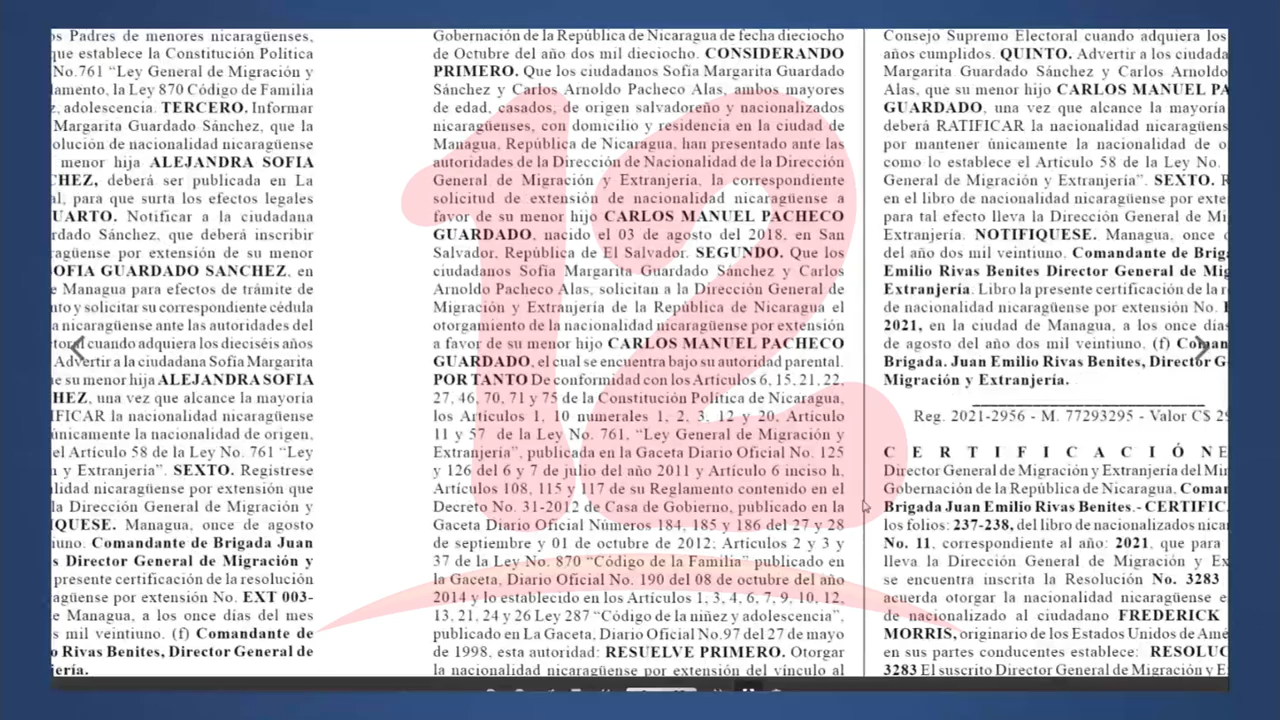 os Padres de menores nicaragüenses,
que establece la Constitución Política
No.761 “Ley General de Migración y
lamento, la Ley 870 Código de Familia
z, adolescencia. TERCERO. Informar
Margarita Guardado Sánchez, que la
olución de nacionalidad nicaragüense
menor hija ALEJANDRA SOFIA
CHEZ, deberá ser publicada en La
al, para que surta los efectos legales
UARTO. Notificar a la ciudadana
rdado Sánchez, que deberá inscribir
ragüense por extensión de su menor
OFIA GUARDADO SANCHEZ, en
e Managua para efectos de trámite de
nto y solicitar su correspondiente cédula
a nicaragüense ante las autoridades del
ctoral cuando adquiera los dieciséis años
Advertir a la ciudadana Sofía Margarita
e su menor hija ALEJANDRA SOFIA
HEZ, una vez que alcance la mayoría
IFICAR la nacionalidad nicaragüense
únicamente la nacionalidad de origen,
el Artículo 58 de la Ley No. 761 “Ley
n y Extranjería”. SEXTO. Regístrese
lidad nicaragüense por extensión que
la Dirección General de Migración y
IQUESE. Managua, once de agosto
iuno. Comandante de Brigada Juan
s Director General de Migración y
presente certificación de la resolución
agüense por extensión No. EXT 003-
e Managua, a los once días del mes
s mil veintiuno. (f) Comandante de
o Rivas Benites, Director General de
jería.
Gobernación de la República de Nicaragua de fecha dieciocho
de Octubre del año dos mil dieciocho. CONSIDERANDO
PRIMERO. Que los ciudadanos Sofía Margarita Guardado
Sánchez y Carlos Arnoldo Pacheco Alas, ambos mayores
de edad, casados, de origen salvadoreño y nacionalizados
nicaragüenses, con domicilio y residencia en la ciudad de
Managua, República de Nicaragua, han presentado ante las
autoridades de la Dirección de Nacionalidad de la Dirección
General de Migración y Extranjería, la correspondiente
solicitud de extensión de nacionalidad nicaragüense a
favor de su menor hijo CARLOS MANUEL PACHECO
GUARDADO, nacido el 03 de agosto del 2018, en San
Salvador, República de El Salvador. SEGUNDO. Que los
ciudadanos Sofía Margarita Guardado Sánchez y Carlos
Arnoldo Pacheco Alas, solicitan a la Dirección General de
Migración y Extranjería de la República de Nicaragua el
otorgamiento de la nacionalidad nicaragüense por extensión
a favor de su menor hijo CARLOS MANUEL PACHECO
GUARDADO, el cual se encuentra bajo su autoridad parental.
POR TANTO De conformidad con los Artículos 6, 15, 21, 22,
27, 46, 70, 71 y 75 de la Constitución Política de Nicaragua,
los Artículos 1, 10 numerales 1, 2, 3, 12 y 20, Artículo
11 y 57 de la Ley No. 761, “Ley General de Migración y
Extranjería”, publicada en la Gaceta Diario Oficial No. 125
y 126 del 6 y 7 de julio del año 2011 y Artículo 6 inciso h,
Artículos 108, 115 y 117 de su Reglamento contenido en el
Decreto No. 31-2012 de Casa de Gobierno, publicado en la
Gaceta Diario Oficial Números 184, 185 y 186 del 27 y 28
de septiembre y 01 de octubre de 2012; Artículos 2 y 3 y
37 de la Ley No. 870 “Código de la Familia” publicado en
la Gaceta, Diario Oficial No. 190 del 08 de octubre del año
2014 y lo establecido en los Artículos 1, 3, 4, 6, 7, 9, 10, 12,
13, 21, 24 y 26 Ley 287 “Código de la niñez y adolescencia”,
publicado en La Gaceta, Diario Oficial No.97 del 27 de mayo
de 1998, esta autoridad: RESUELVE PRIMERO. Otorgar
la nacionalidad nicaragüense por extensión del vínculo al
Consejo Supremo Electoral cuando adquiera los
años cumplidos. QUINTO. Advertir a los ciudada
Margarita Guardado Sánchez y Carlos Arnoldo
Alas, que su menor hijo CARLOS MANUEL PA
GUARDADO, una vez que alcance la mayoría
deberá RATIFICAR la nacionalidad nicaragüens
por mantener únicamente la nacionalidad de o
como lo establece el Artículo 58 de la Ley No.
General de Migración y Extranjería”. SEXTO. R
en el libro de nacionalidad nicaragüense por exte
para tal efecto lleva la Dirección General de Mi
Extranjería. NOTIFIQUESE. Managua, once d
del año dos mil veintiuno. Comandante de Brig
Emilio Rivas Benites Director General de Mig
Extranjería. Libro la presente certificación de la r
de nacionalidad nicaragüense por extensión No.
2021, en la ciudad de Managua, a los once días
de agosto del año dos mil veintiuno. (f) Coman
Brigada. Juan Emilio Rivas Benites, Director G
Migración y Extranjería.
Reg. 2021-2956 - M. 77293295 - Valor C$ 29
C E R T I F I C A C I Ó N E
Director General de Migración y Extranjería del Min
Gobernación de la República de Nicaragua, Coman
Brigada Juan Emilio Rivas Benites.- CERTIFIC
los folios: 237-238, del libro de nacionalizados nicar
No. 11, correspondiente al año: 2021, que para
lleva la Dirección General de Migración y Ex
se encuentra inscrita la Resolución No. 3283
acuerda otorgar la nacionalidad nicaragüense e
de nacionalizado al ciudadano FREDERICK
MORRIS, originario de los Estados Unidos de Amé
en sus partes conducentes establece: RESOLUC
3283 El suscrito Director General de Migración y E
12